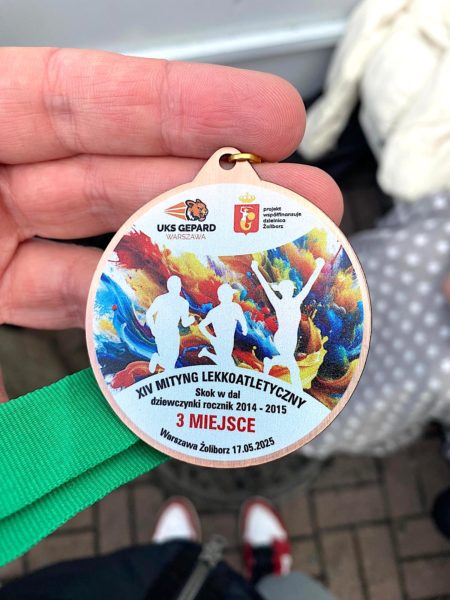 UKS GEPARD
WARSZAWA
projekt
współfinansuje
dzielnica
Żoliborz
XIV MITYNG LEKKOATLETYCZNY
Skok w dal
dziewczynki rocznik 2014 - 2015
3 MIEJSCE
Warszawa Żoliborz 17.05.2025